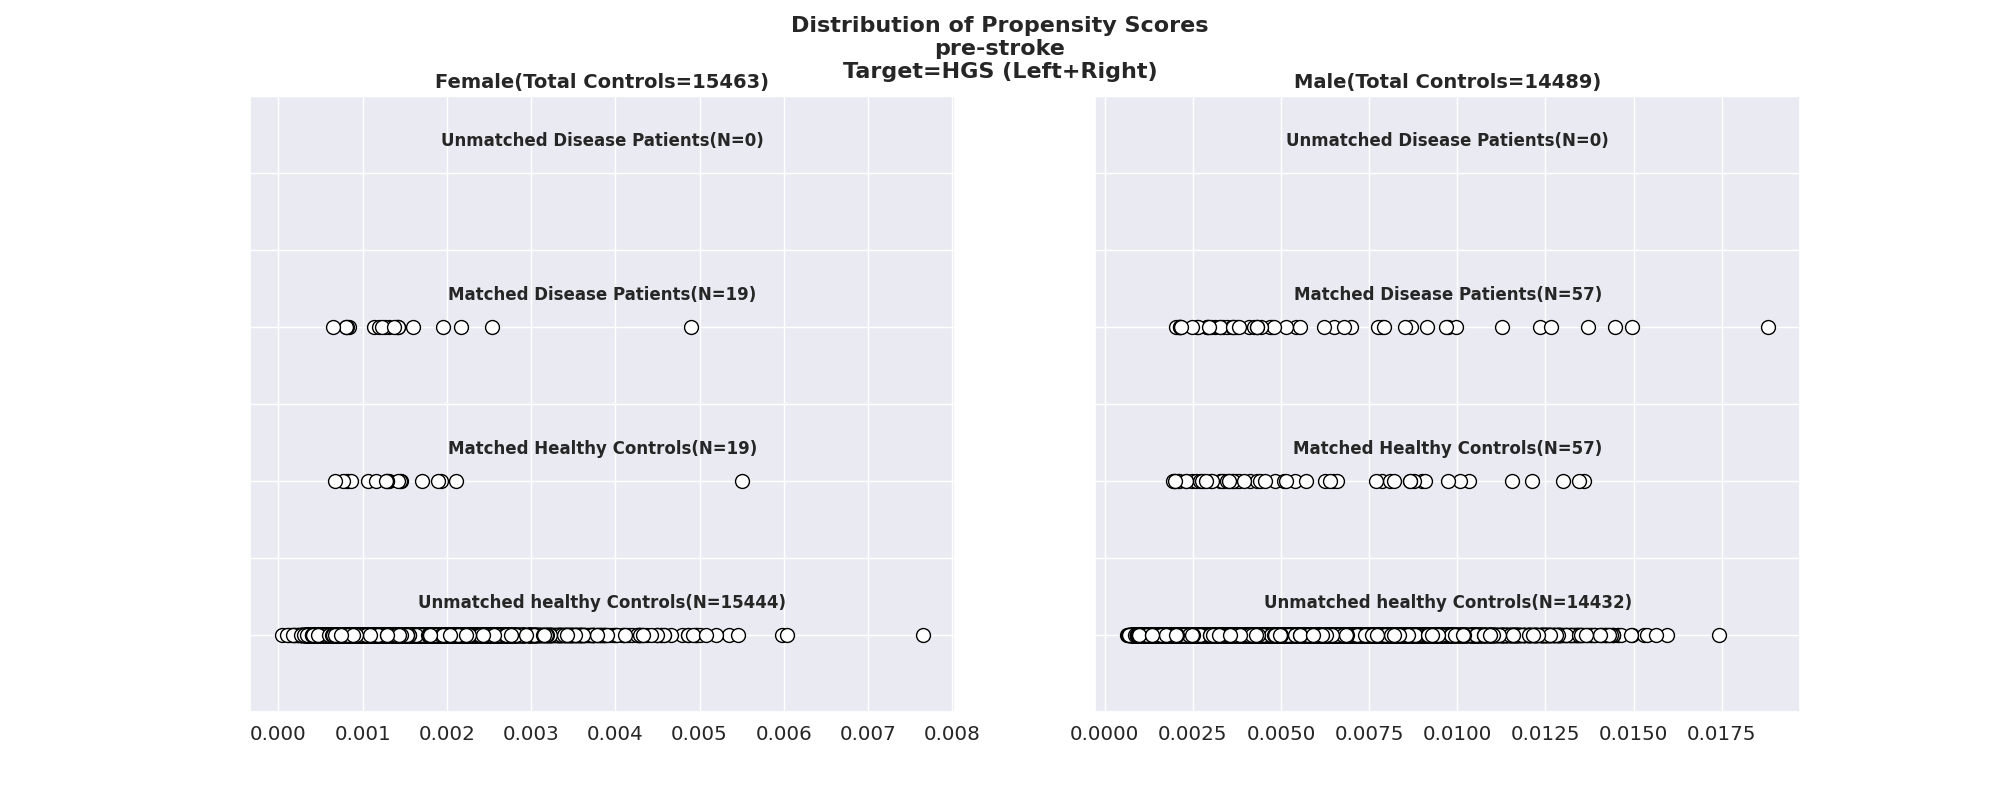 Distribution of Propensity Scores
pre-stroke
Target=HGS (Left+Right)
Female(Total Controls=15463)
Unmatched Disease Patients(N=0)
Matched Disease Patients(N=19)
Matched Healthy Controls(N=19)
Unmatched healthy Controls(N=15444)
0.000 0.001 0.002 0.003 0.004 0.005 0.006 0.007 0.008
Male(Total Controls=14489)
Unmatched Disease Patients(N=0)
Matched Disease Patients(N=57)
Matched Healthy Controls(N=57)
Unmatched healthy Controls(N=14432)
0.0000 0.0025 0.0050 0.0075 0.0100 0.0125 0.0150 0.0175